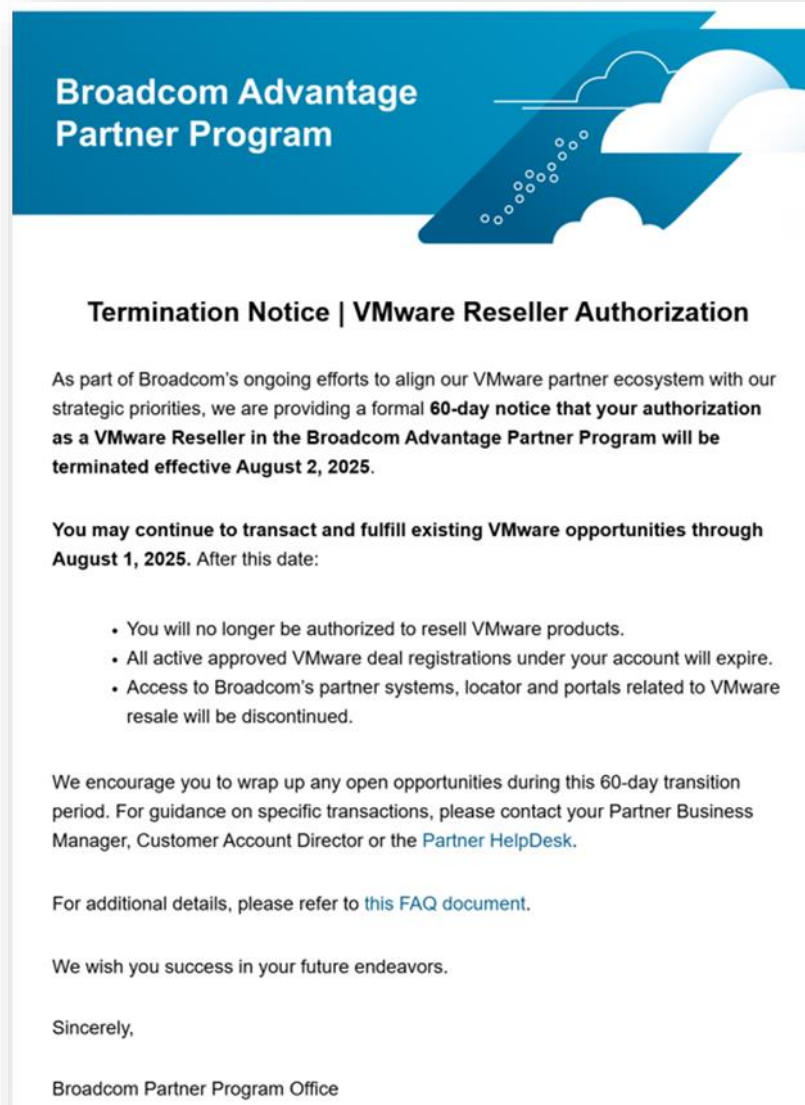 Broadcom Advantage
Partner Program
Termination Notice | VMware Reseller Authorization
As part of Broadcom’s ongoing efforts to align our VMware partner ecosystem with our
strategic priorities, we are providing a formal 60-day notice that your authorization
as a VMware Reseller in the Broadcom Advantage Partner Program will be
terminated effective August 2, 2025.
You may continue to transact and fulfill existing VMware opportunities through
August 1, 2025. After this date:
• You will no longer be authorized to resell VMware products.
• All active approved VMware deal registrations under your account will expire.
• Access to Broadcom’s partner systems, locator and portals related to VMware
resale will be discontinued.
We encourage you to wrap up any open opportunities during this 60-day transition
period. For guidance on specific transactions, please contact your Partner Business
Manager, Customer Account Director or the Partner HelpDesk.
For additional details, please refer to this FAQ document.
We wish you success in your future endeavors.
Sincerely,
Broadcom Partner Program Office